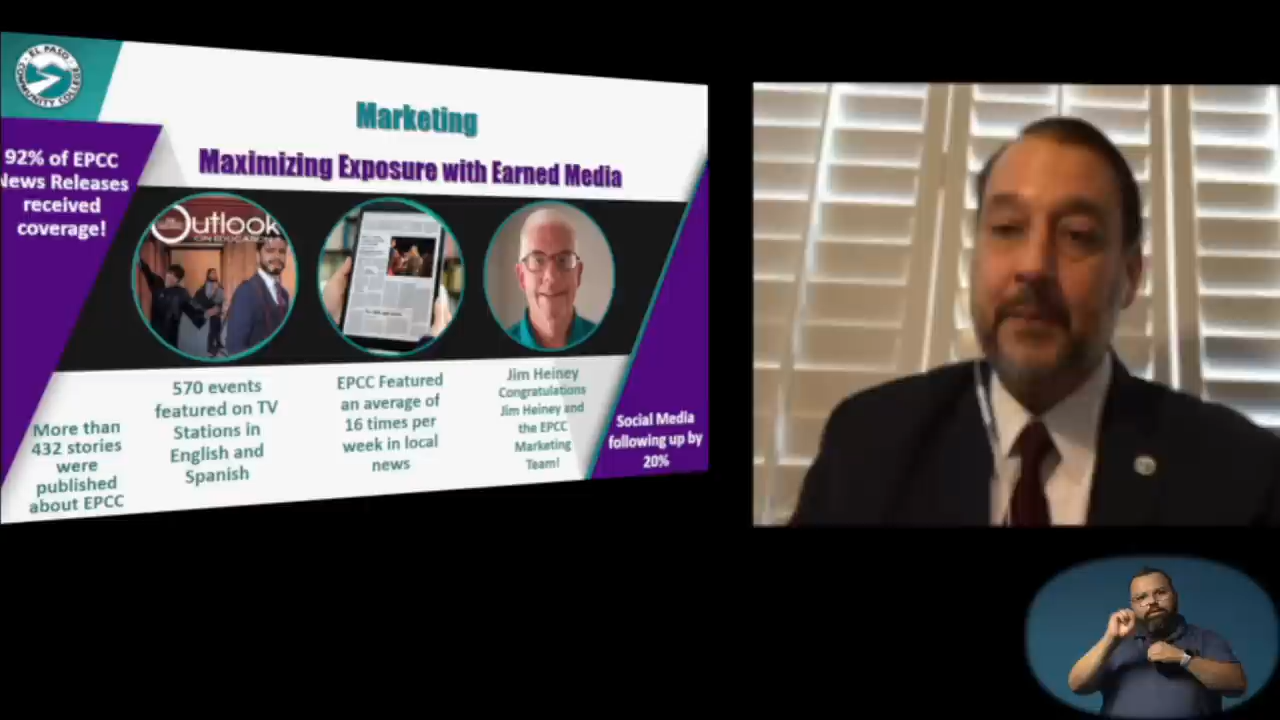 EL PASO
COMMUNITY COLLEGE
Marketing
Maximizing Exposure with Earned Media
92% of EPCC
News Releases
received
coverage!
Outlook
ON EDUCATION
More than
432 stories
were
published
about EPCC
570 events
featured on TV
Stations in
English and
Spanish
EPCC Featured
an average of
16 times per
week in local
news
Jim Heiney
Congratulations
Jim Heiney and
the EPCC
Marketing
Team!
Social Media
following up by
20%